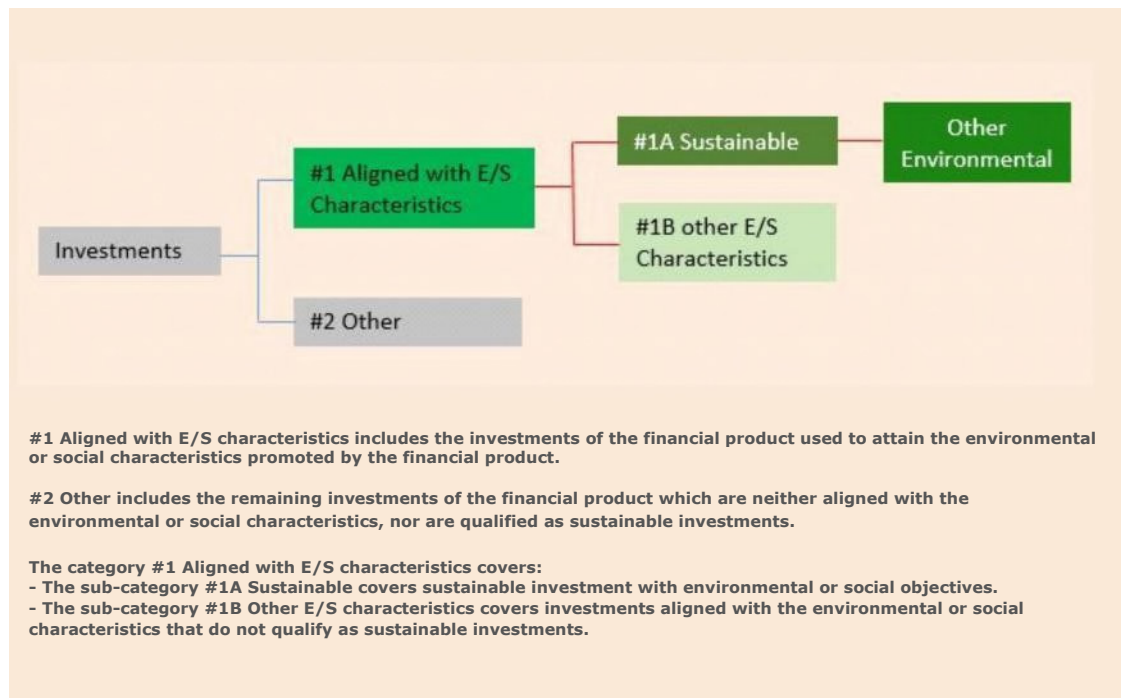 Investments
#1 Aligned with E/S
Characteristics
#2 Other
#1A Sustainable
#1B other E/S
Characteristics
Other
Environmental
#1 Aligned with E/S characteristics includes the investments of the financial product used to attain the environmental
or social characteristics promoted by the financial product.
#2 Other includes the remaining investments of the financial product which are neither aligned with the
environmental or social characteristics, nor are qualified as sustainable investments.
The category #1 Aligned with E/S characteristics covers:
- The sub-category #1A Sustainable covers sustainable investment with environmental or social objectives.
- The sub-category #1B Other E/S characteristics covers investments aligned with the environmental or social
characteristics that do not qualify as sustainable investments.